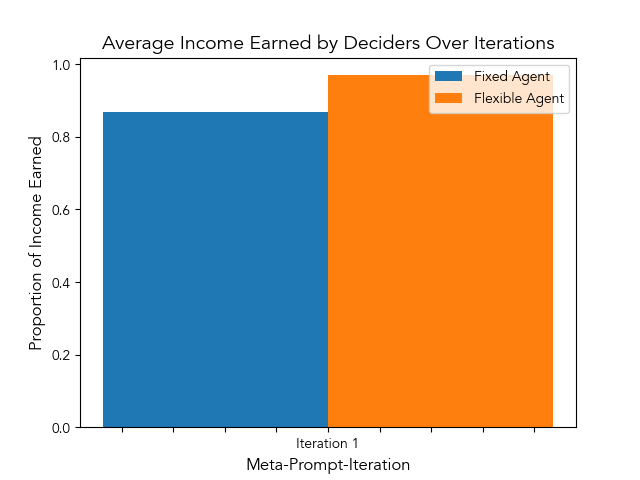 Average Income Earned by Deciders Over Iterations
Fixed Agent
Flexible Agent
Proportion of Income Earned
1.0
0.8
0.6
0.4
0.2
0.0
Iteration 1
Meta-Prompt-Iteration